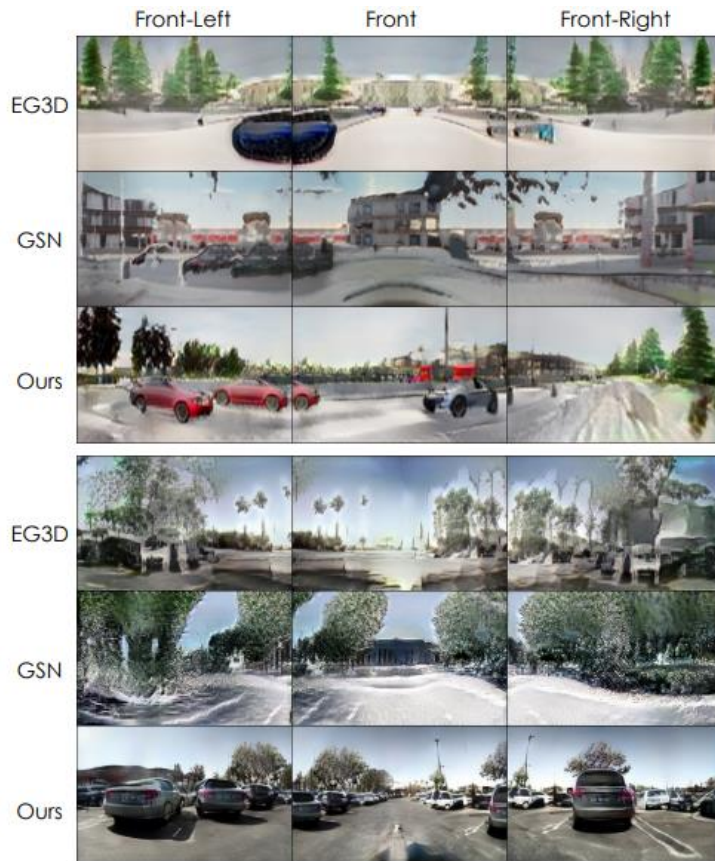 Front-Left Front Front-Right
EG3D
GSN
Ours
EG3D
GSN
Ours